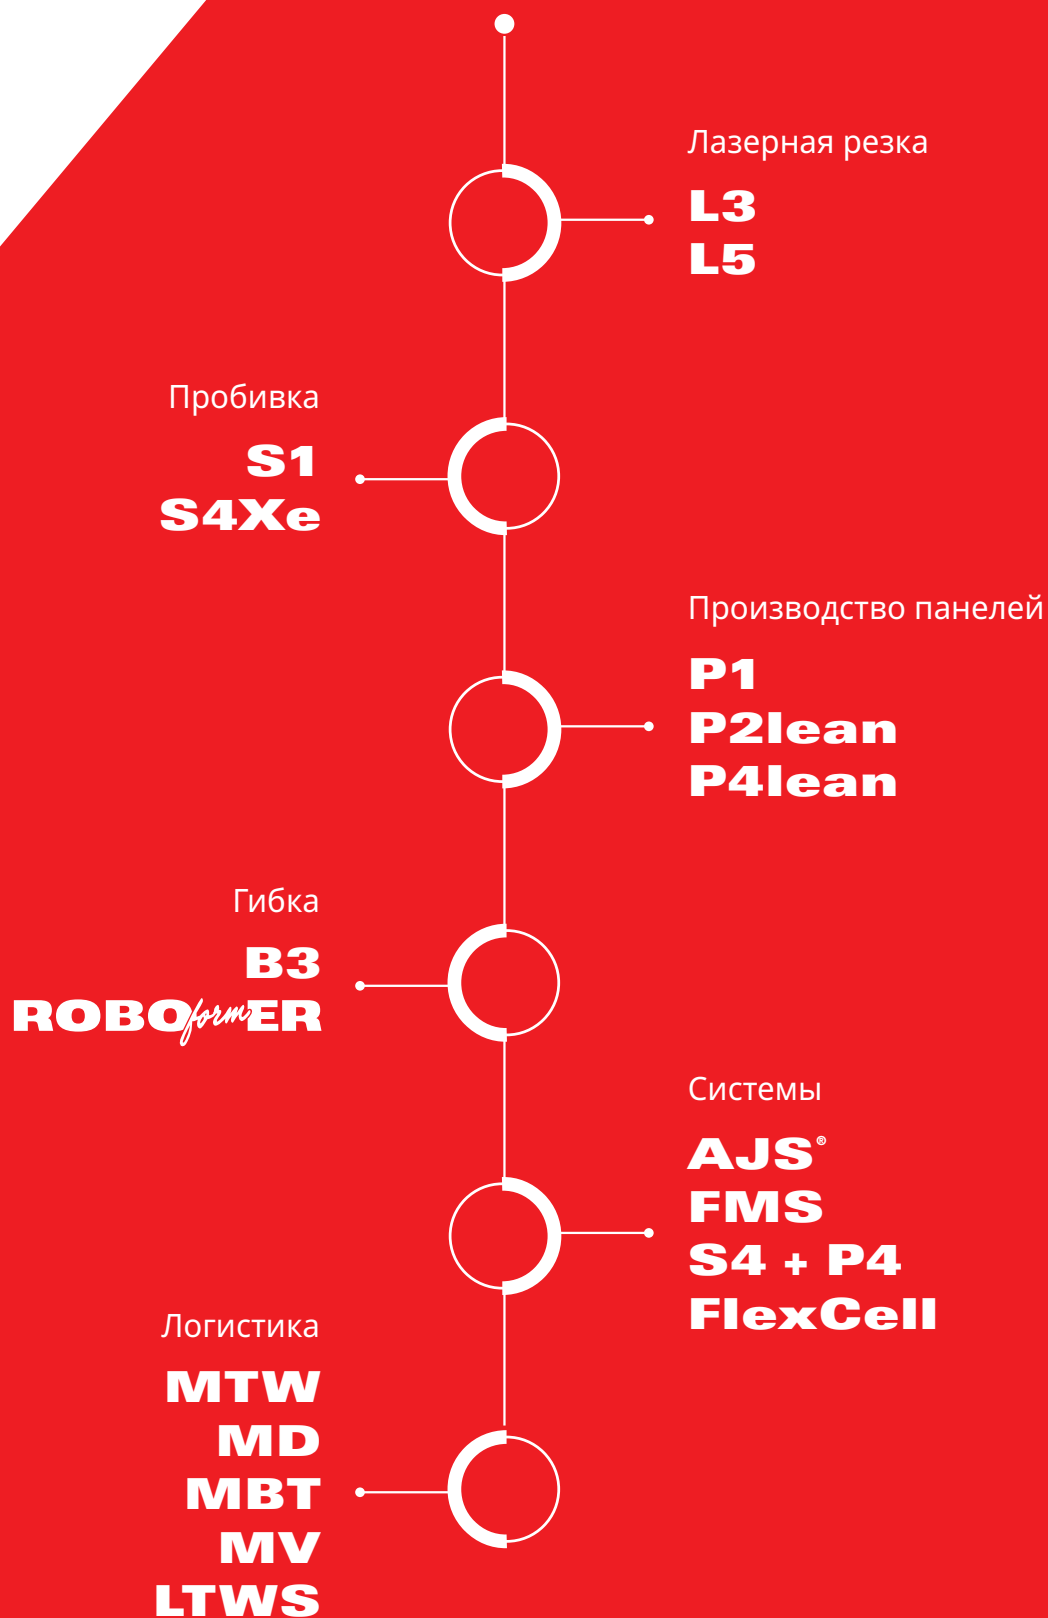 Лазерная резка
L3
L5
Пробивка
S1
S4Xe
Производство панелей
P1
P2lean
P4lean
Гибка
B3
ROBOformER
Системы
AJS®
FMS
S4 + P4
FlexCell
Логистика
MTW
MD
MBT
MV
LTWS